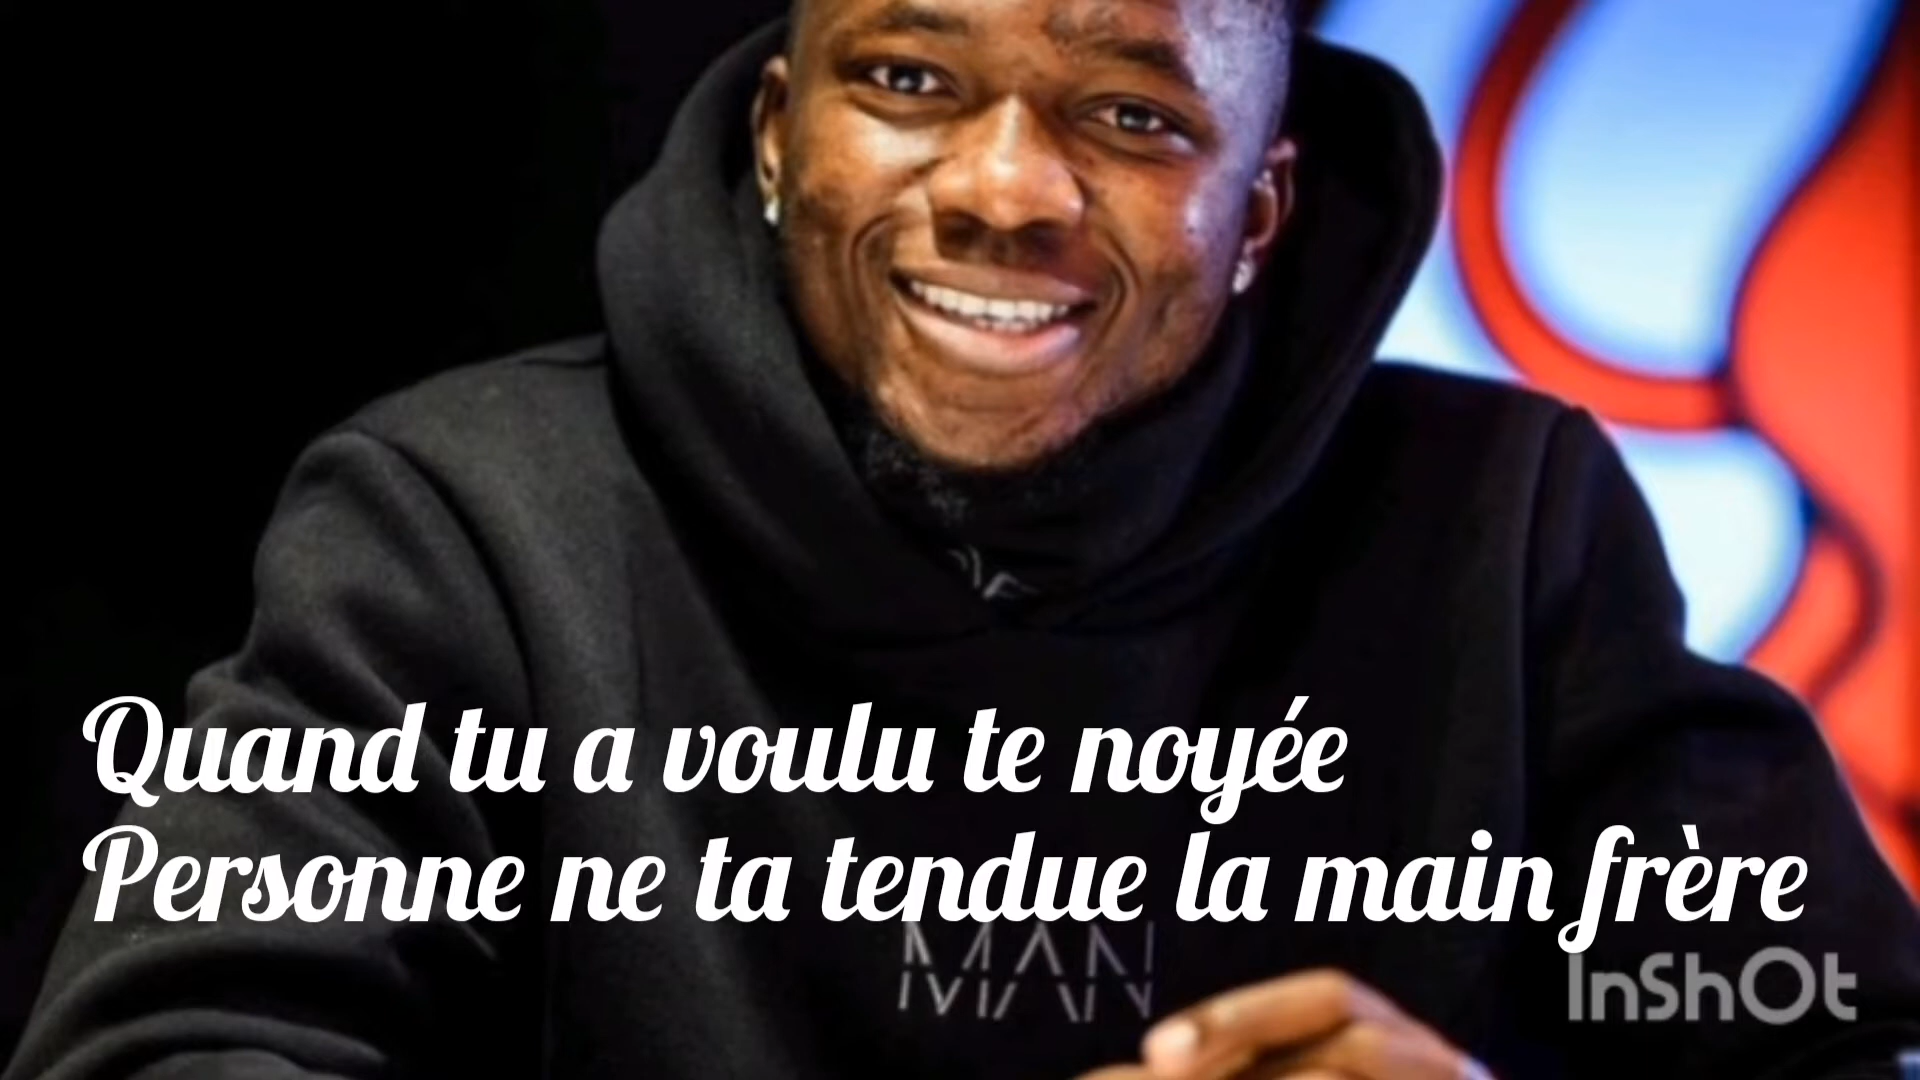 Quand tu a voulu te noyée
Personne ne ta tendue la main frère
MAN
InShOt